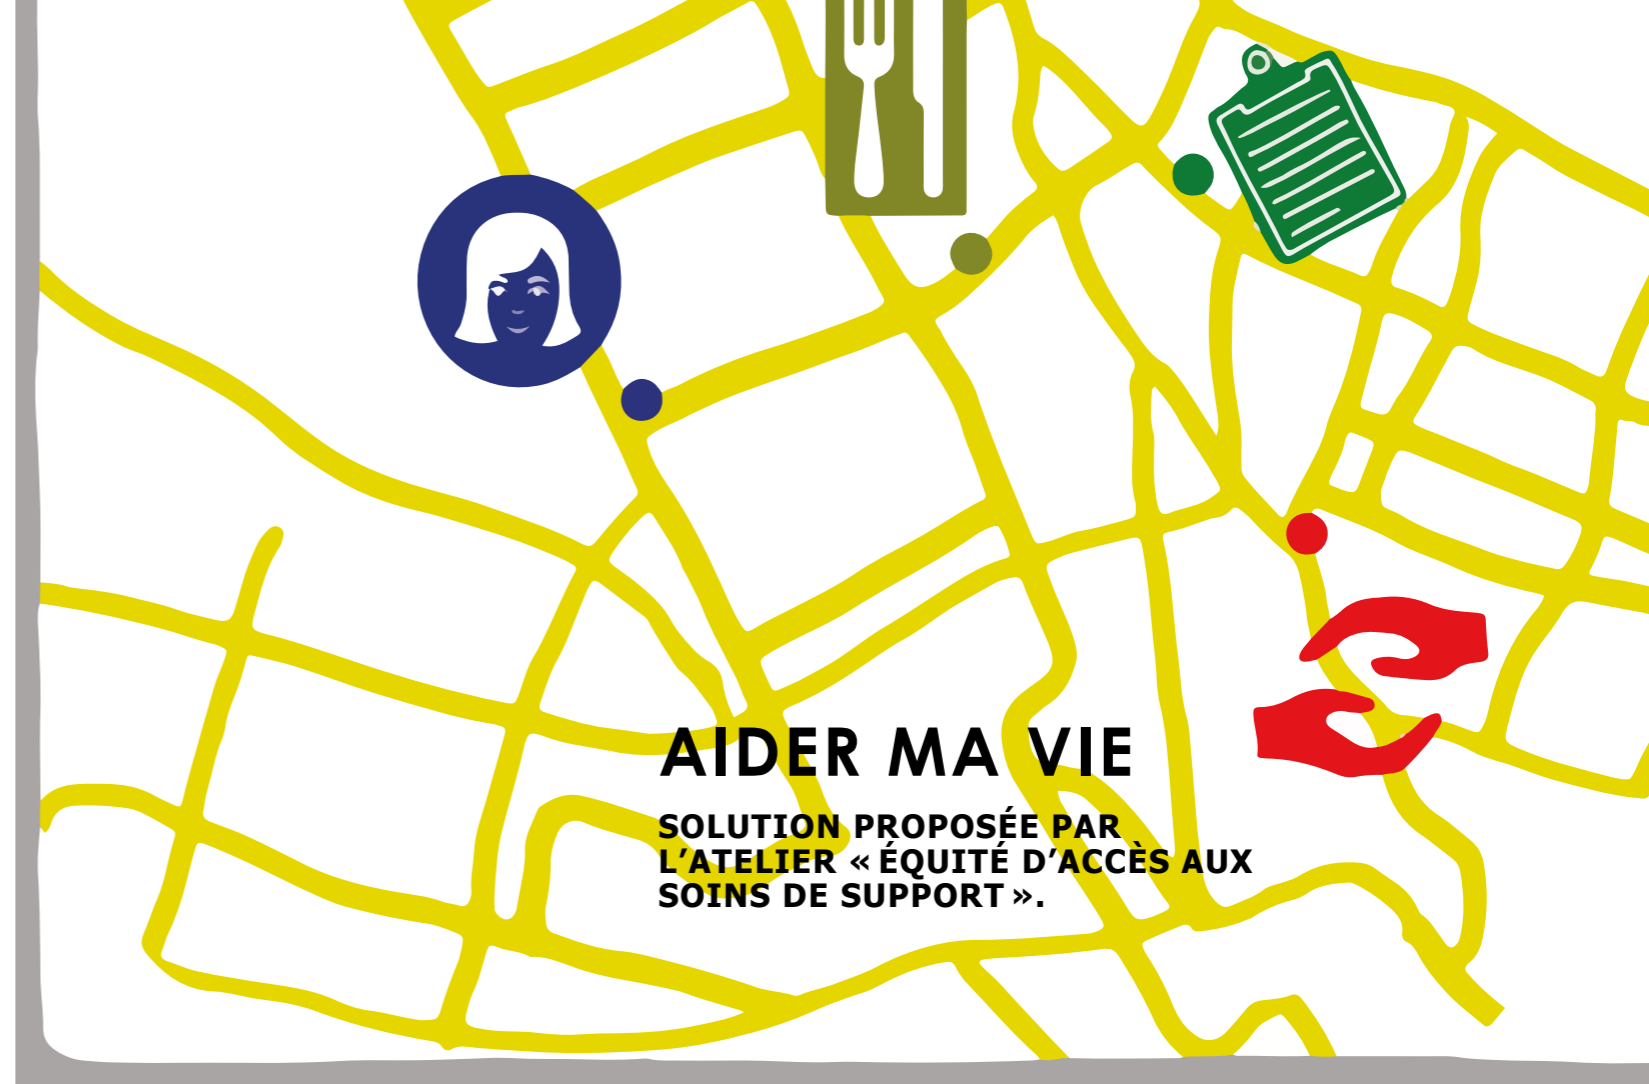 AIDER MA VIE
SOLUTION PROPOSÉE PAR
L’ATELIER « ÉQUITÉ D’ACCÈS AUX
SOINS DE SUPPORT ».